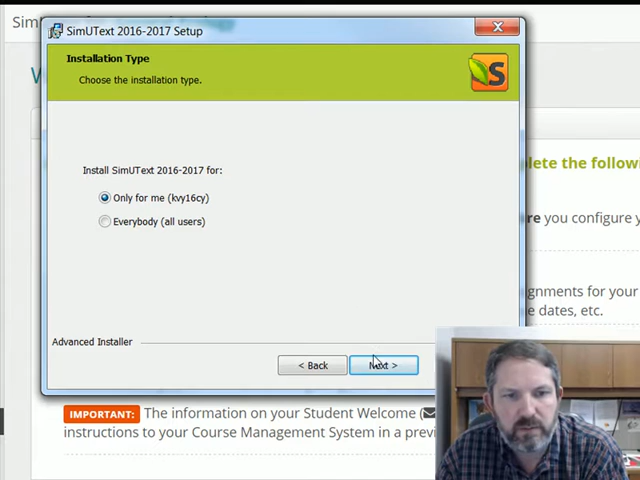 Sim
SimUText 2016-2017 Setup
Installation Type
Choose the installation type.
S
W
lete the followi
Install SimUText 2016-2017 for:
Only for me (kvy16cy)
Everybody (all users)
re you configure y
gnments for your
e dates, etc.
Advanced Installer
< Back
Next >
IMPORTANT: The information on your Student Welcome (
instructions to your Course Management System in a previ